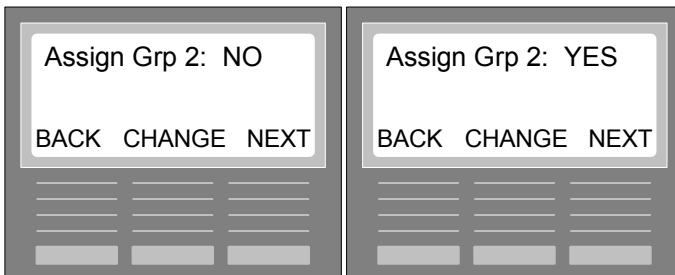 Assign Grp 2: NO
BACK CHANGE NEXT
Assign Grp 2: YES
BACK CHANGE NEXT